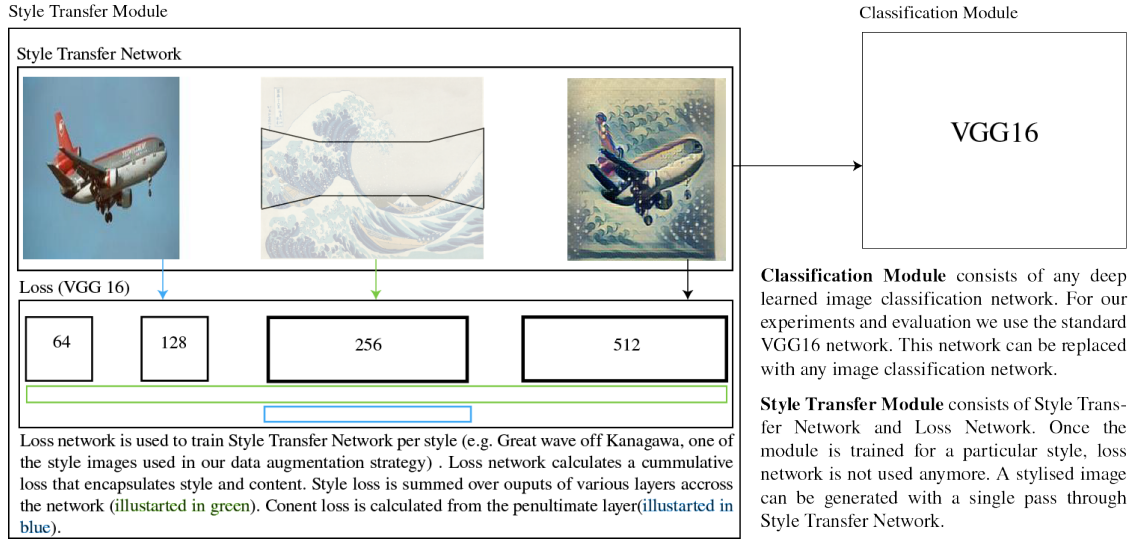 Style Transfer Module
Classification Module
Style Transfer Network
VGG16
Loss (VGG 16)
64
128
256
512
Loss network is used to train Style Transfer Network per style (e.g. Great wave off Kanagawa, one of
the style images used in our data augmentation strategy) . Loss network calculates a cummulative
loss that encapsulates style and content. Style loss is summed over ouputs of various layers accross
the network (illustarted in green). Conent loss is calculated from the penultimate layer(illustarted in
blue).
Classification Module consists of any deep
learned image classification network. For our
experiments and evaluation we use the standard
VGG16 network. This network can be replaced
with any image classification network.
Style Transfer Module consists of Style Trans-
fer Network and Loss Network. Once the
module is trained for a particular style, loss
network is not used anymore. A stylised image
can be generated with a single pass through
Style Transfer Network.